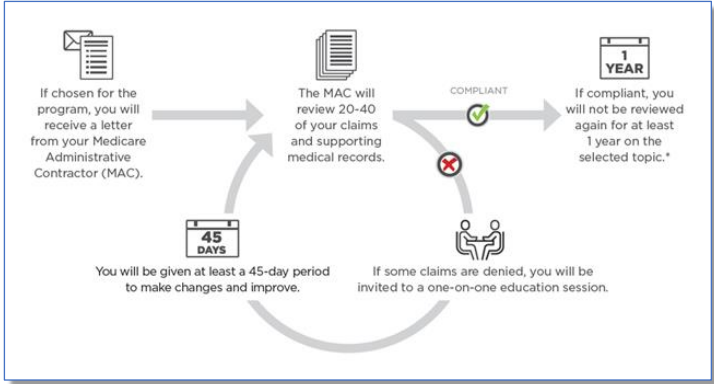 If chosen for the
program, you will
receive a letter
from your Medicare
Administrative
Contractor (MAC).
The MAC will
review 20-40
of your claims
and supporting
medical records.
COMPLIANT
1
YEAR
If compliant, you
will not be reviewed
again for at least
1 year on the
selected topic.*
45
DAYS
You will be given at least a 45-day period
to make changes and improve.
If some claims are denied, you will be
invited to a one-on-one education session.